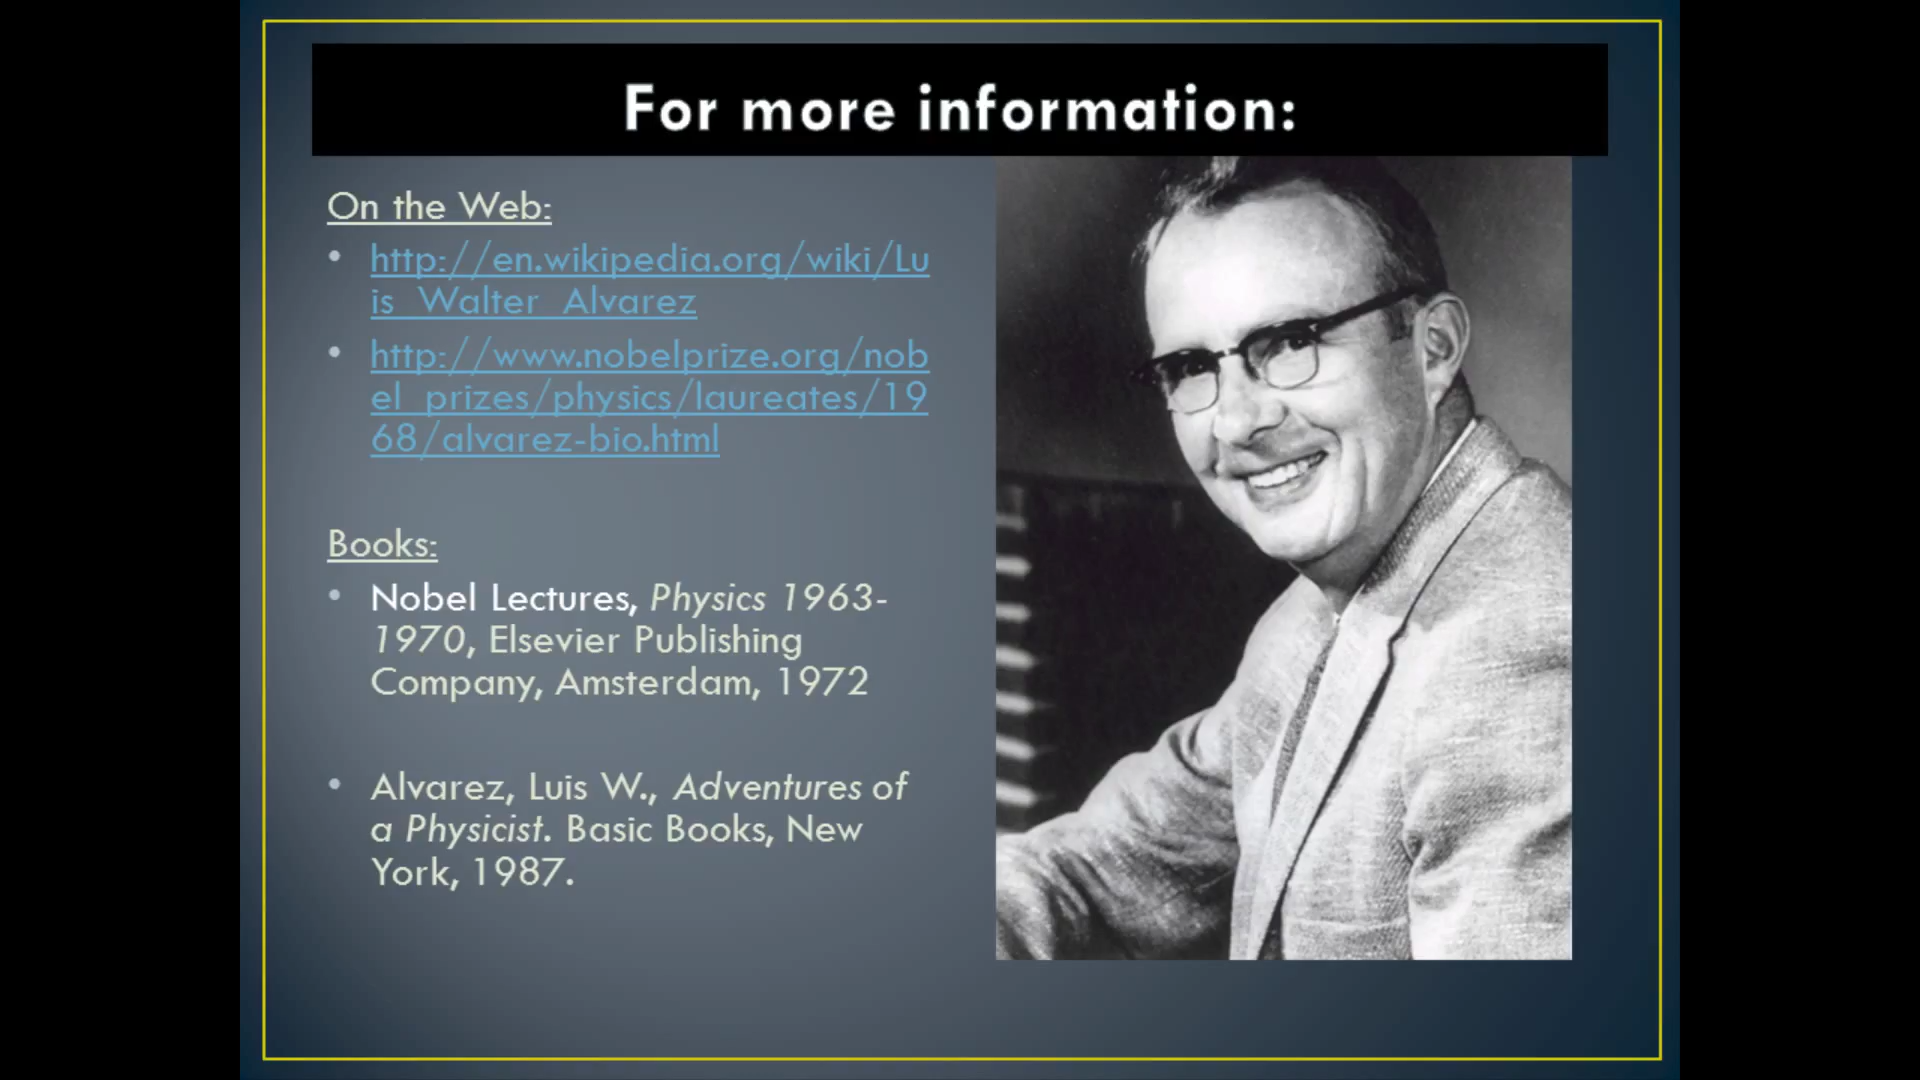 For more information:
On the Web:
• http://en.wikipedia.org/wiki/Lu
is_Walter_Alvarez
• http://www.nobelprize.org/nob
el_prizes/physics/laureates/19
68/alvarez-bio.html
Books:
• Nobel Lectures, Physics 1963-
1970, Elsevier Publishing
Company, Amsterdam, 1972
• Alvarez, Luis W., Adventures of
a Physicist. Basic Books, New
York, 1987.